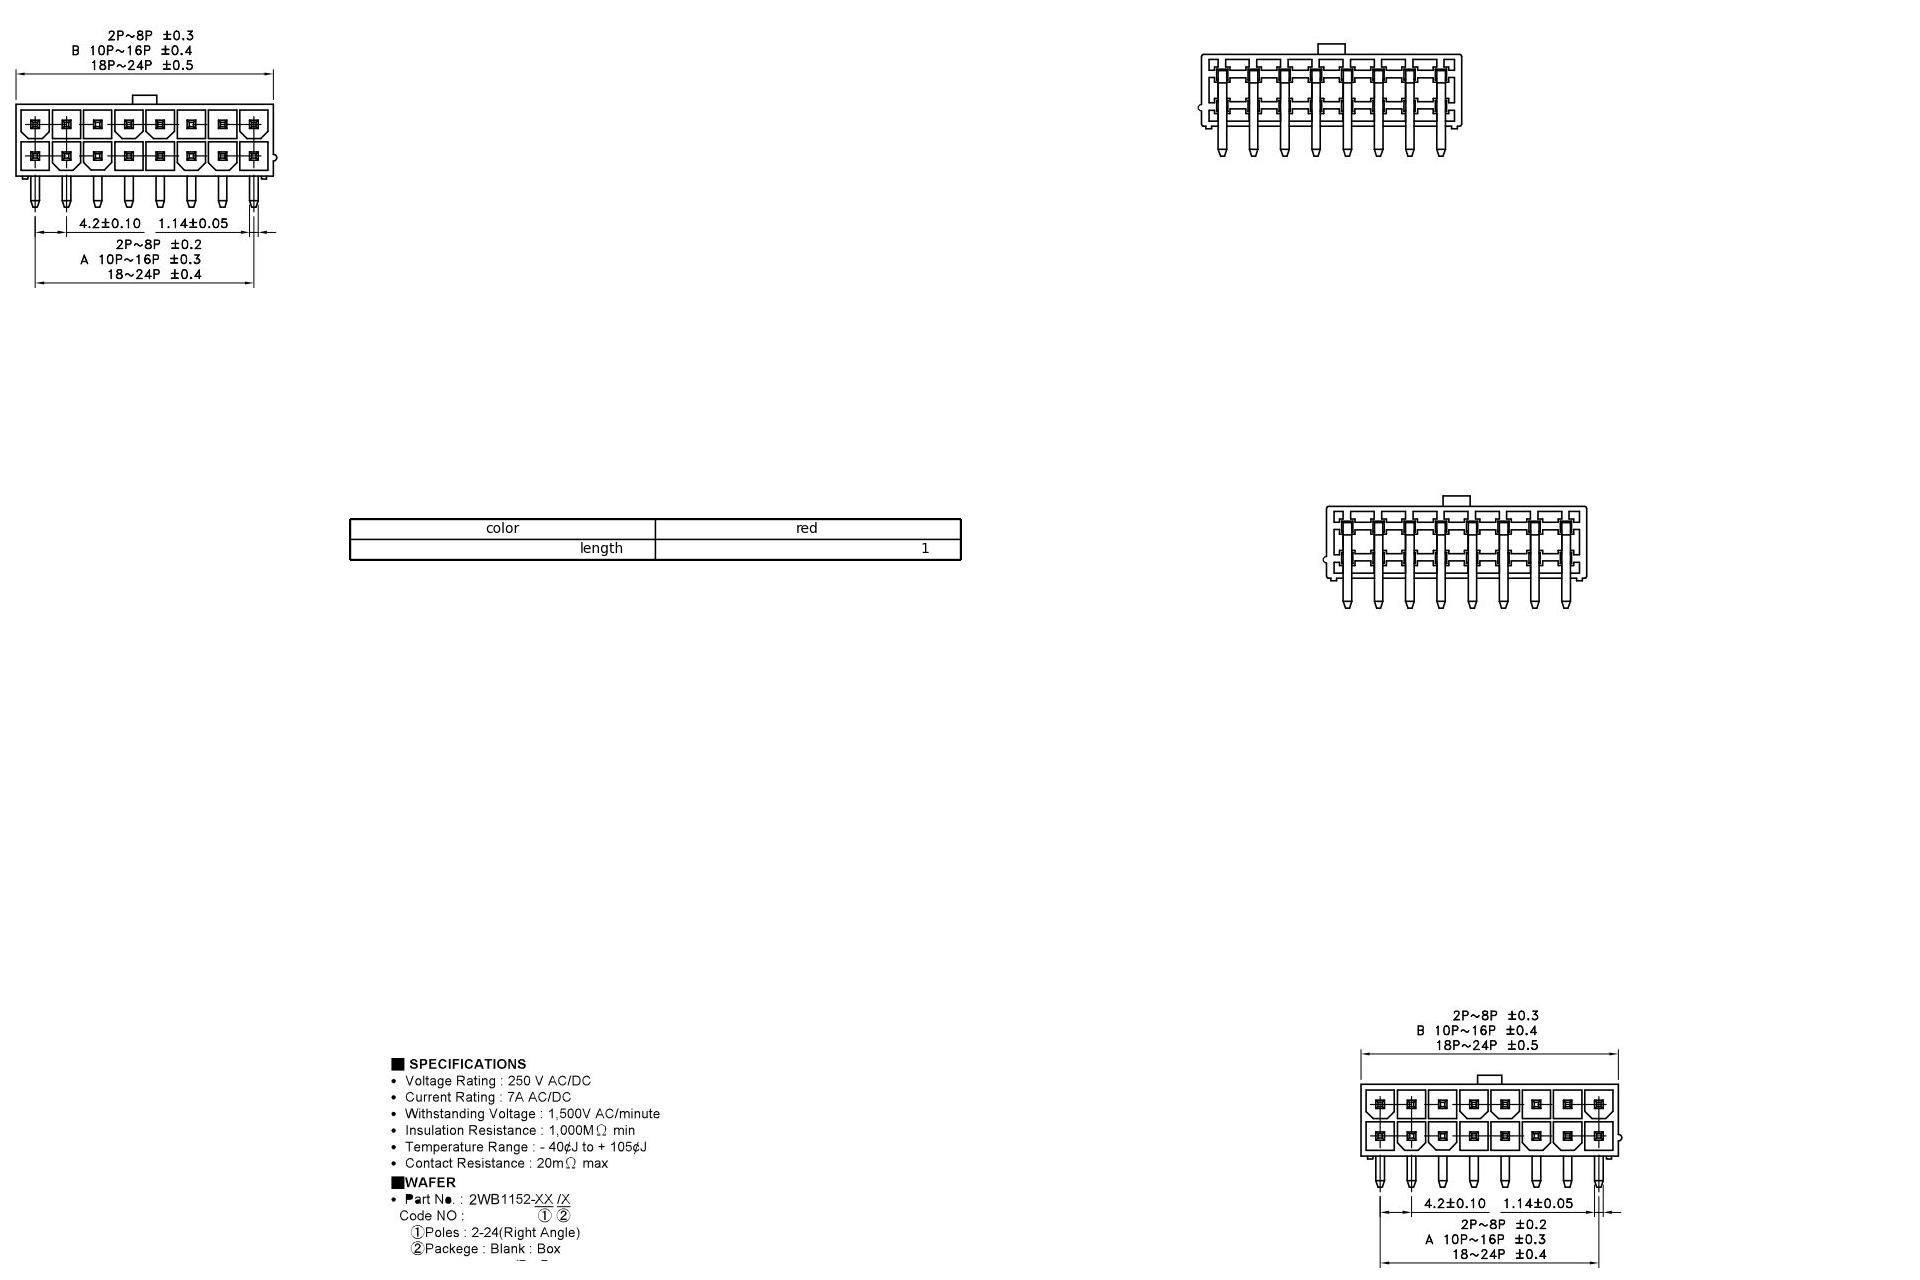 2P~8P ±0.3
B 10P~16P ±0.4
18P~24P ±0.5
4.2±0.10 1.14±0.05
2P~8P ±0.2
A 10P~16P ±0.3
18~24P ±0.4
color red
length 1
■ SPECIFICATIONS
• Voltage Rating : 250 V AC/DC
• Current Rating : 7A AC/DC
• Withstanding Voltage : 1,500V AC/minute
• Insulation Resistance : 1,000MΩ min
• Temperature Range : - 40¢J to + 105¢J
• Contact Resistance : 20mΩ max
■WAFER
• Part No. : 2WB1152-XX /X
Code NO : ① ②
①Poles : 2-24(Right Angle)
②Packege : Blank : Box
2P~8P ±0.3
B 10P~16P ±0.4
18P~24P ±0.5
4.2±0.10 1.14±0.05
2P~8P ±0.2
A 10P~16P ±0.3
18~24P ±0.4